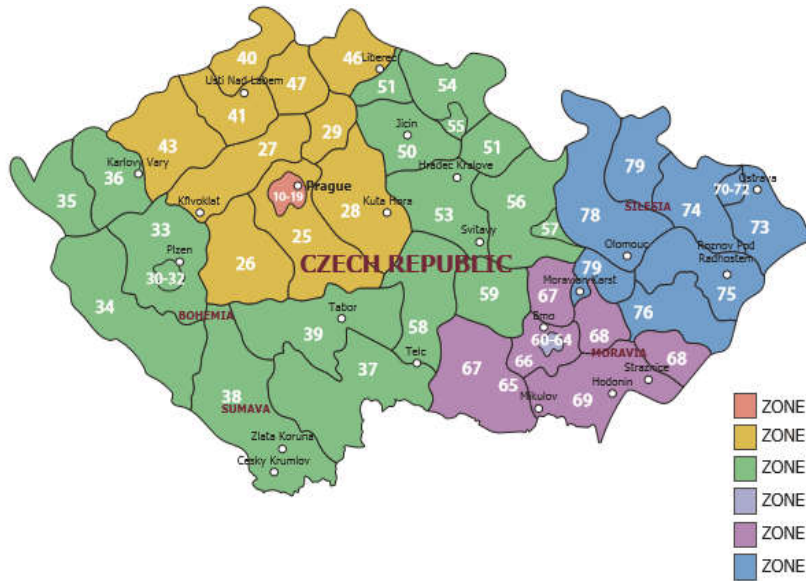 40
46
Liberec
Usti Nad Labem
47
51
54
41
Jicin
55
43
29
50
51
27
Karlovy Vary
36
Hradec Kralove
79
70-72
Ostrava
35
Prague
10-19
Krivoklat
28
Kuta Hora
56
SILESIA
74
78
33
53
73
25
57
Plzen
Svitavy
Olomouc
Roznov Pod
Radhostem
30-32
26
CZECH REPUBLIC
79
Moravian Karst
75
34
59
67
76
BOHEMIA
Tabor
Brno
39
58
60-64
68
MORAVIA
Telc
66
68
37
67
Straznice
65
38
Mikulov
69
Hodonin
SUMAVA
Zlata Koruna
Cesky Krumlov
ZONE
ZONE
ZONE
ZONE
ZONE
ZONE